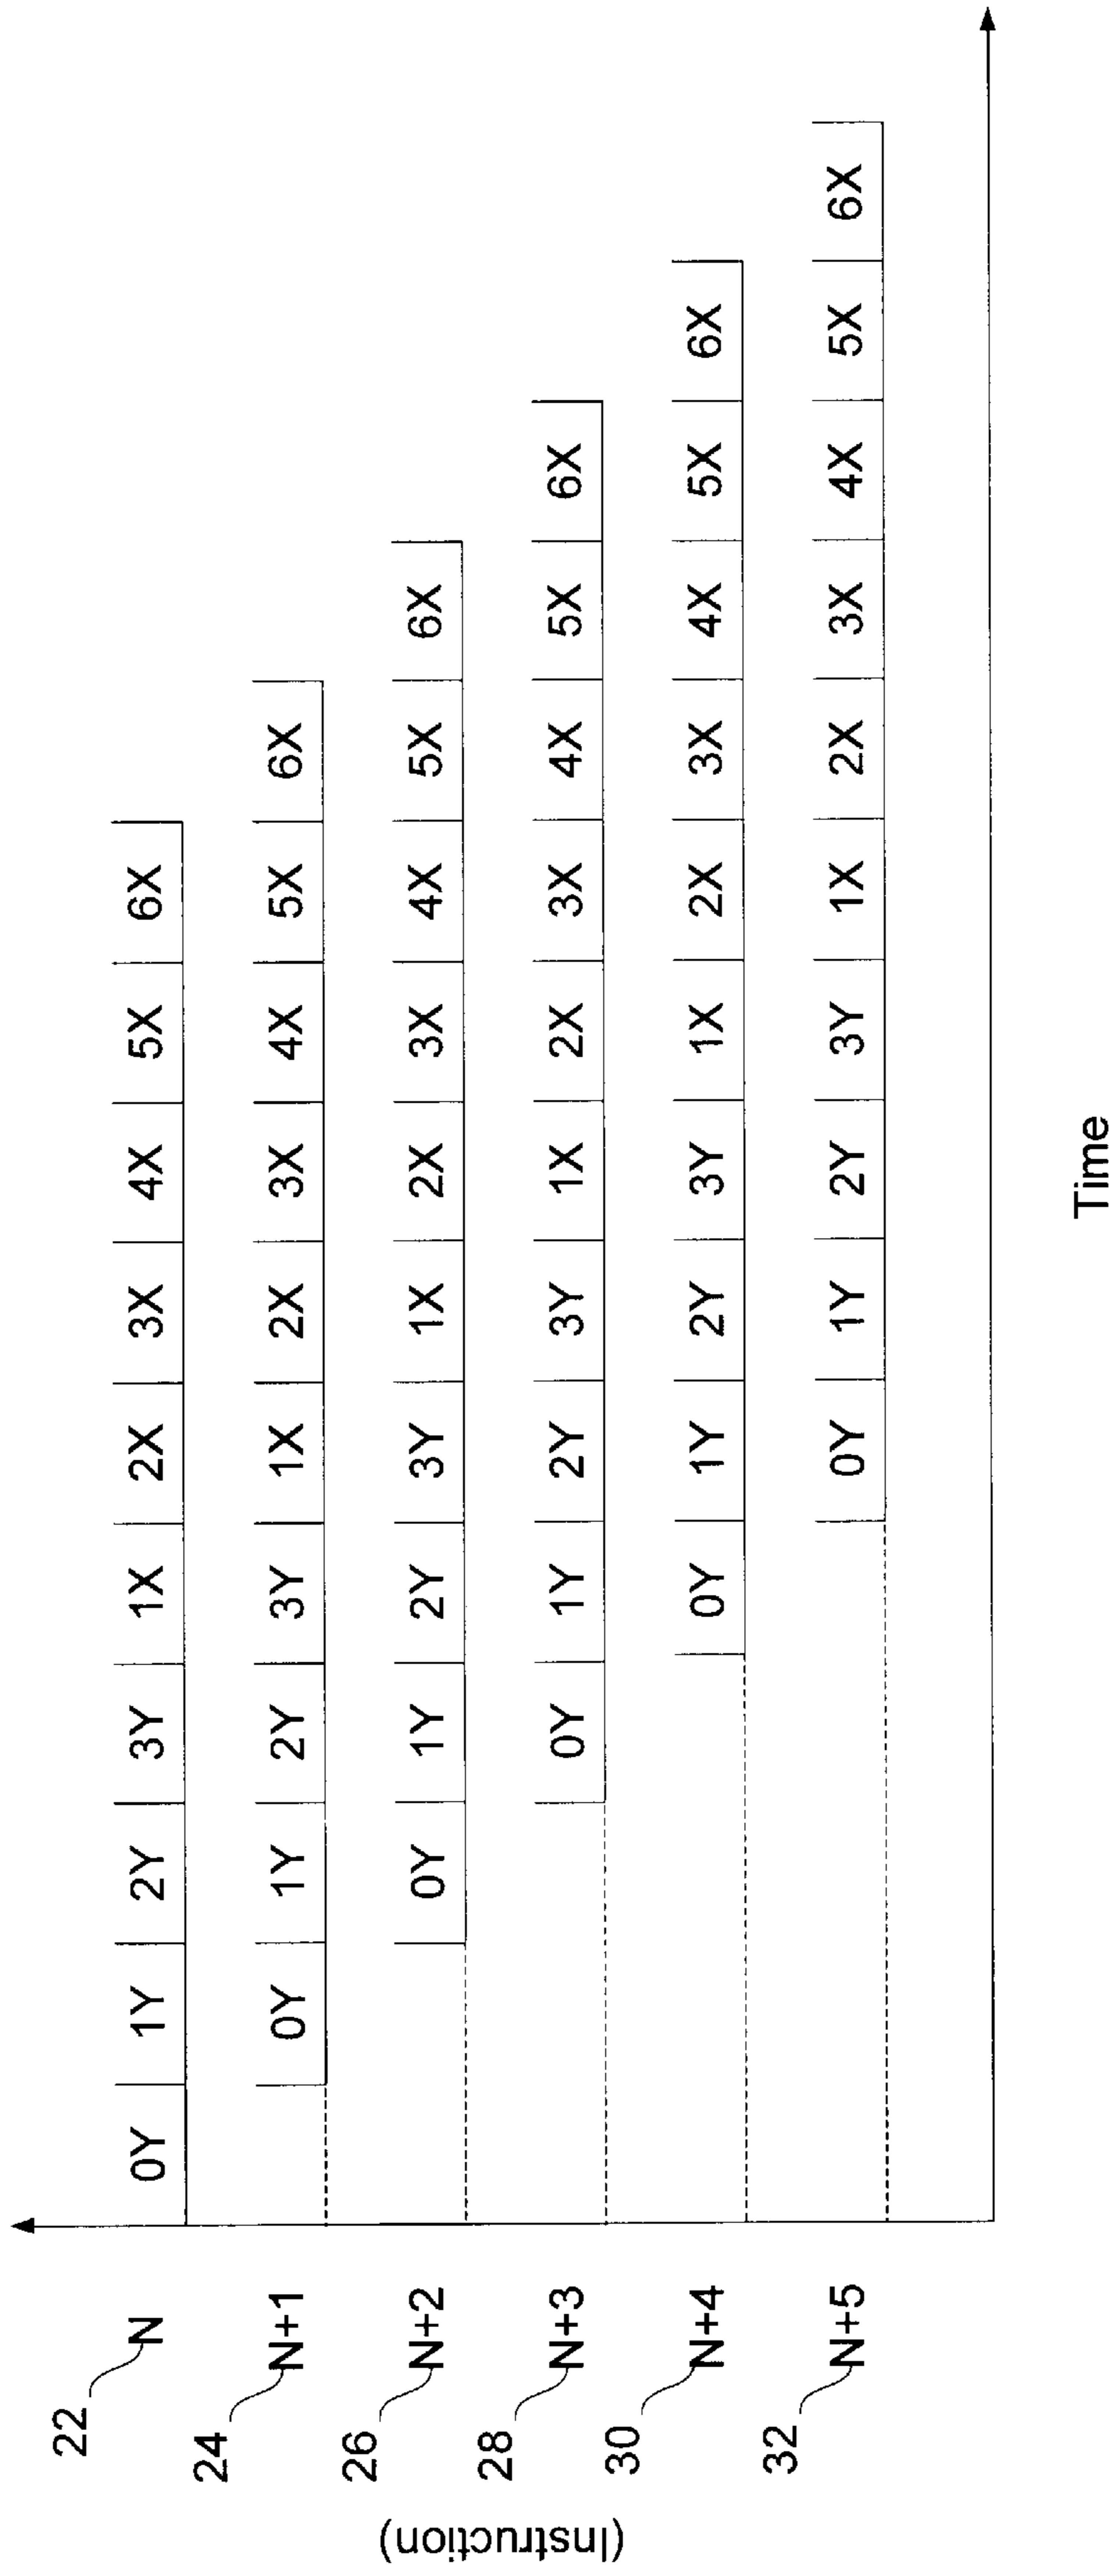 22 N 0Y 1Y 2Y 3Y 1X 2X 3X 4X 5X 6X
24 N+1 0Y 1Y 2Y 3Y 1X 2X 3X 4X 5X 6X
26 N+2 0Y 1Y 2Y 3Y 1X 2X 3X 4X 5X 6X
28 N+3 0Y 1Y 2Y 3Y 1X 2X 3X 4X 5X 6X
30 N+4 0Y 1Y 2Y 3Y 1X 2X 3X 4X 5X 6X
32 N+5 0Y 1Y 2Y 3Y 1X 2X 3X 4X 5X 6X
(Instruction)
Time